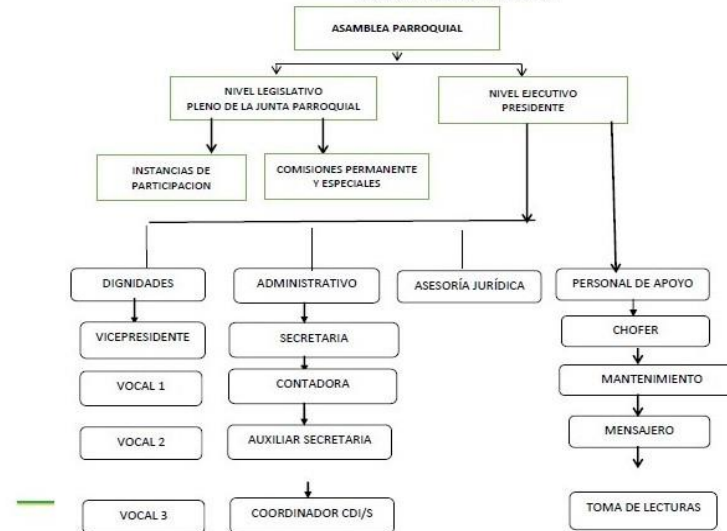 ASAMBLEA PARROQUIAL
NIVEL LEGISLATIVO
PLENO DE LA JUNTA PARROQUIAL
NIVEL EJECUTIVO
PRESIDENTE
INSTANCIAS DE
PARTICIPACION
COMISIONES PERMANENTE
Y ESPECIALES
DIGNIDADES
ADMINISTRATIVO
ASESORÍA JURÍDICA
PERSONAL DE APOYO
VICEPRESIDENTE
SECRETARIA
CHOFER
VOCAL 1
CONTADORA
MANTENIMIENTO
VOCAL 2
AUXILIAR SECRETARIA
MENSAJERO
VOCAL 3
COORDINADOR CDI/S
TOMA DE LECTURAS